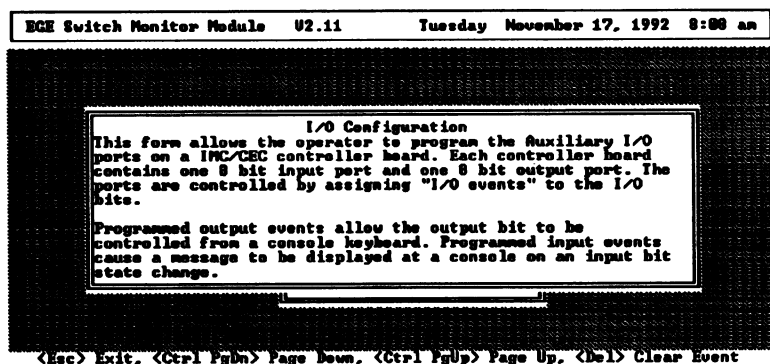 ECE Switch Monitor Module V2.11 Tuesday November 17, 1992 8:08 am
I/O Configuration
This form allows the operator to program the Auxiliary I/O
ports on a IMC/CEC controller board. Each controller board
contains one 8 bit input port and one 8 bit output port. The
ports are controlled by assigning "I/O events" to the I/O
bits.
Programmed output events allow the output bit to be
controlled from a console keyboard. Programmed input events
cause a message to be displayed at a console on an input bit
state change.
<Esc> Exit, <Ctrl PgDn> Page Down, <Ctrl PgUp> Page Up, <Del> Clear Event